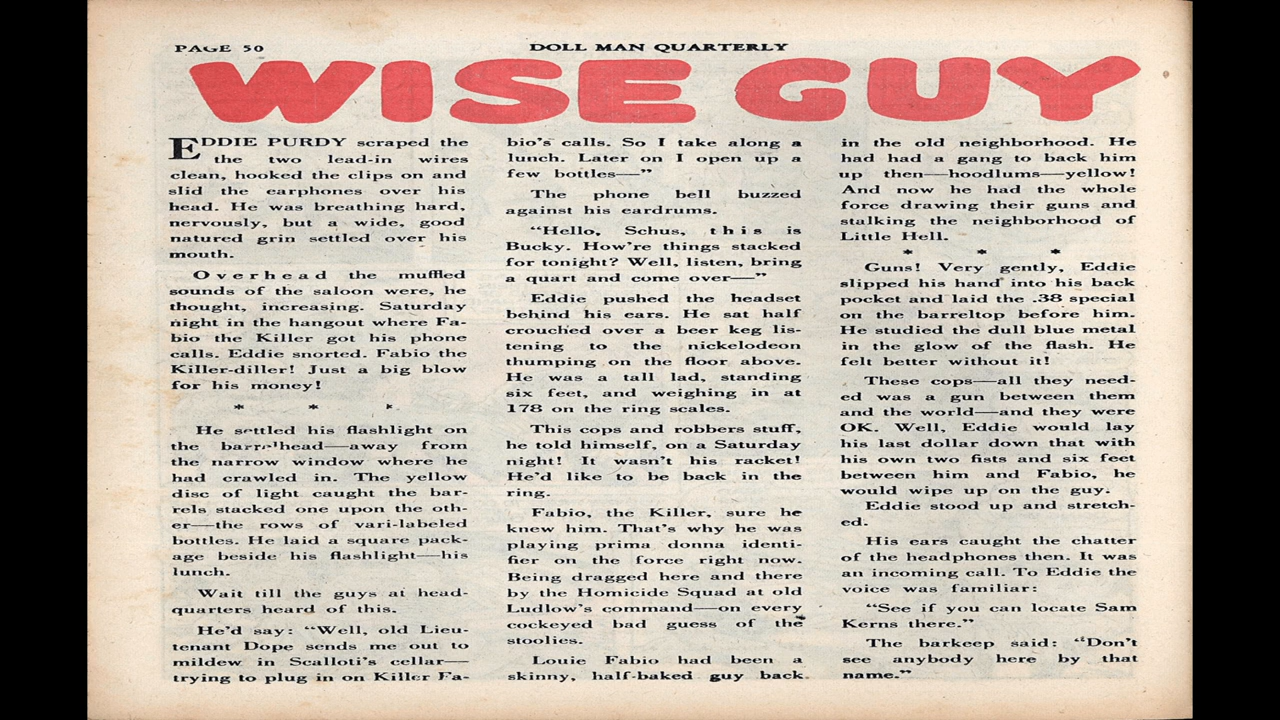 PAGE 50
DOLL MAN QUARTERLY
WISE GUY
EDDIE PURDY scraped the
the two lead-in wires
clean, hooked the clips on and
slid the earphones over his
head. He was breathing hard,
nervously, but a wide, good
natured grin settled over his
mouth.
Overhead the muffled
sounds of the saloon were, he
thought, increasing. Saturday
night in the hangout where Fa-
bio the Killer got his phone
calls. Eddie snorted. Fabio the
Killer-diller! Just a big blow
for his money!
* * *
He settled his flashlight on
the barrelhead—away from
the narrow window where he
had crawled in. The yellow
disc of light caught the bar-
rels stacked one upon the oth-
er—the rows of vari-labeled
bottles. He laid a square pack-
age beside his flashlight—his
lunch.
Wait till the guys at head-
quarters heard of this.
He'd say: "Well, old Lieu-
tenant Dope sends me out to
mildew in Scalloti's cellar—
trying to plug in on Killer Fa-
bio's calls. So I take along a
lunch. Later on I open up a
few bottles—"
The phone bell buzzed
against his eardrums.
"Hello, Schus, this is
Bucky. How're things stacked
for tonight? Well, listen, bring
a quart and come over—"
Eddie pushed the headset
behind his ears. He sat half
crouched over a beer keg lis-
tening to the nickelodeon
thumping on the floor above.
He was a tall lad, standing
six feet, and weighing in at
178 on the ring scales.
This cops and robbers stuff,
he told himself, on a Saturday
night! It wasn't his racket!
He'd like to be back in the
ring.
Fabio, the Killer, sure he
knew him. That's why he was
playing prima donna identi-
fier on the force right now.
Being dragged here and there
by the Homicide Squad at old
Ludlow's command—on every
cockeyed bad guess of the
stoolies.
Louie Fabio had been a
skinny, half-baked guy back
in the old neighborhood. He
had had a gang to back him
up then—hoodlums—yellow!
And now he had the whole
force drawing their guns and
stalking the neighborhood of
Little Hell.
* * *
Guns! Very gently, Eddie
slipped his hand into his back
pocket and laid the .38 special
on the barreltop before him.
He studied the dull blue metal
in the glow of the flash. He
felt better without it!
These cops—all they need-
ed was a gun between them
and the world—and they were
OK. Well, Eddie would lay
his last dollar down that with
his own two fists and six feet
between him and Fabio, he
would wipe up on the guy.
Eddie stood up and stretch-
ed.
His ears caught the chatter
of the headphones then. It was
an incoming call. To Eddie the
voice was familiar:
"See if you can locate Sam
Kerns there."
The barkeep said: "Don't
see anybody here by that
name."